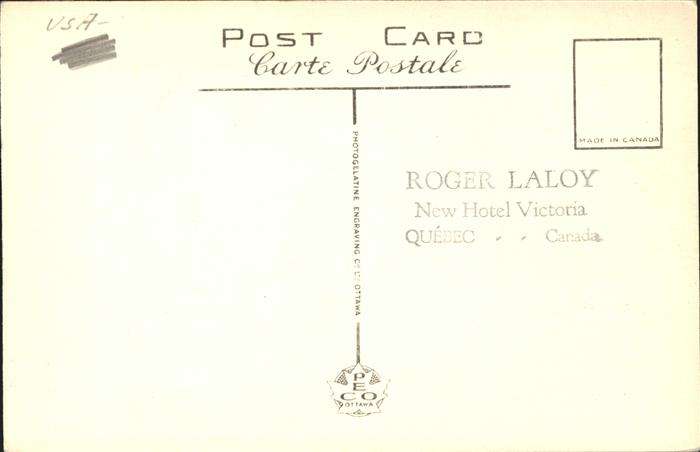 USA-
POST CARD
Carte Postale
MADE IN CANADA
PHOTOGELATINE ENGRAVING Co LTD OTTAWA
ROGER LALOY
New Hotel Victoria
QUÉBEC - - Canada
PECO
OTTAWA